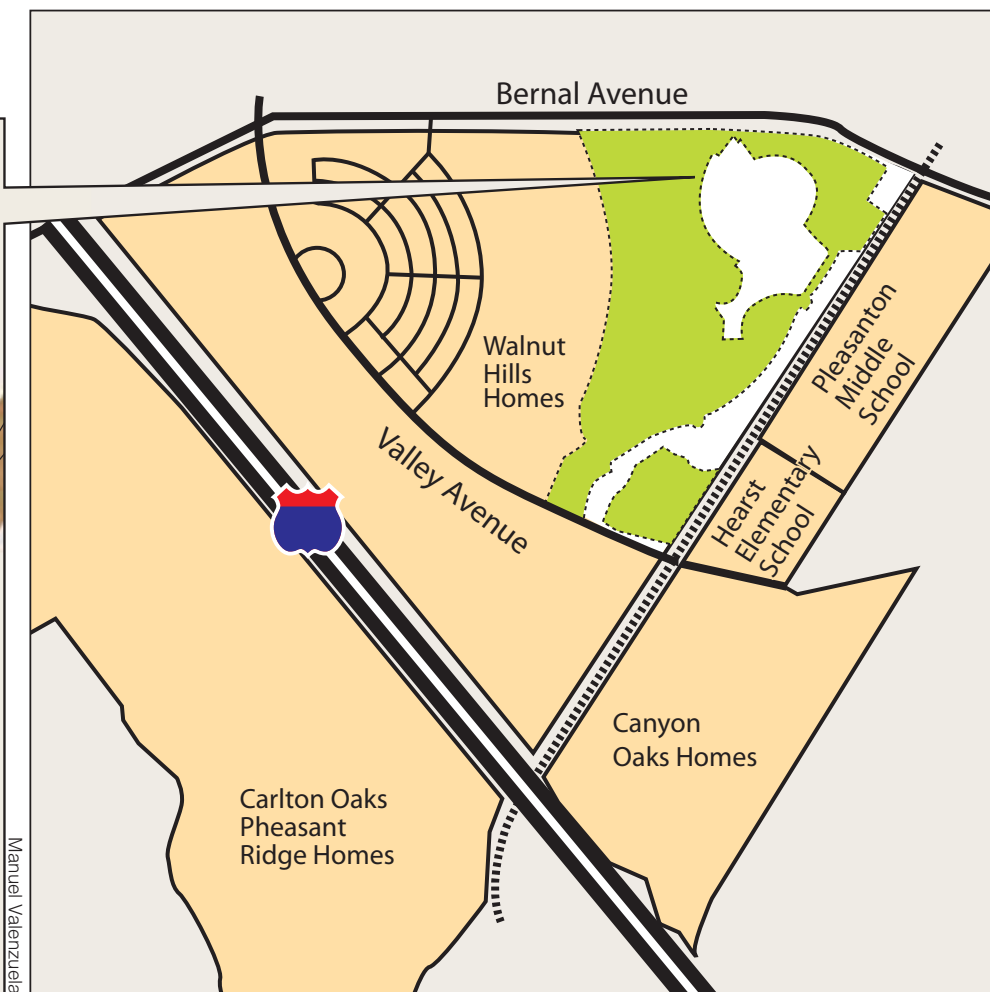 Bernal Avenue
Walnut
Hills
Homes
Pleasanton
Middle
School
Valley Avenue
Hearst
Elementary
School
Canyon
Oaks Homes
Carlton Oaks
Pheasant
Ridge Homes
Manuel Valenzuela